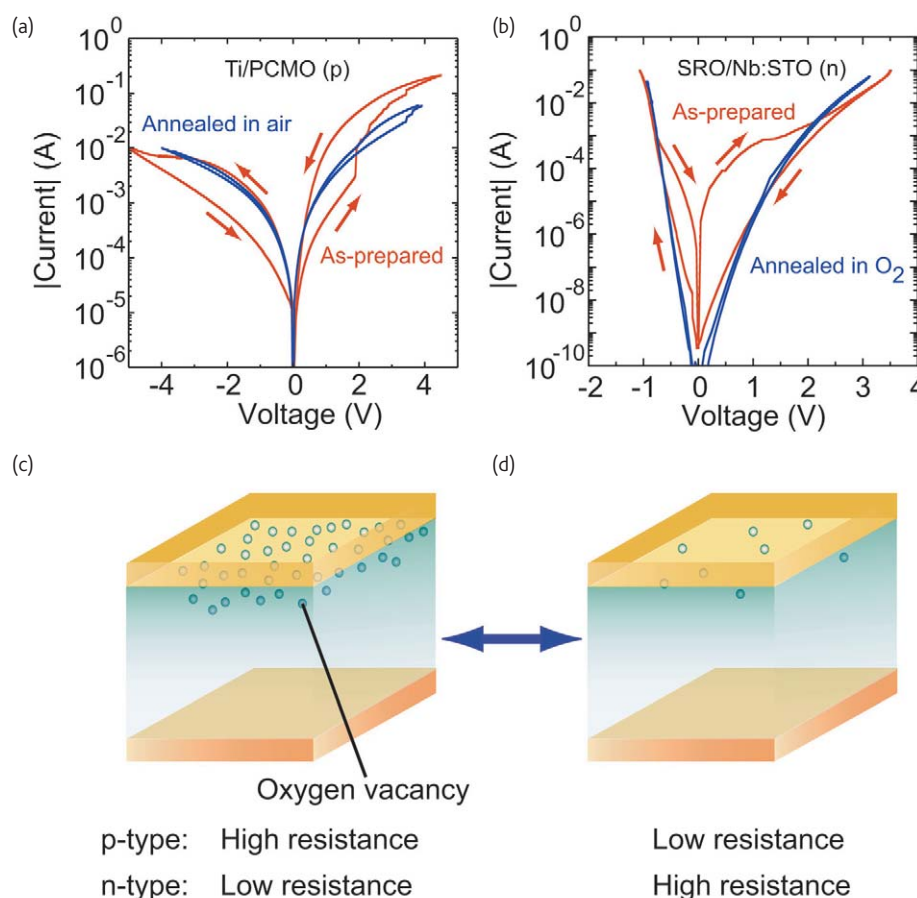 (a)
10^0
10^-1
10^-2
10^-3
10^-4
10^-5
10^-6
|Current| (A)
Ti/PCMO (p)
Annealed in air
As-prepared
-4 -2 0 2 4
Voltage (V)
(b)
10^0
10^-2
10^-4
10^-6
10^-8
10^-10
|Current| (A)
SRO/Nb:STO (n)
As-prepared
Annealed in O2
-2 -1 0 1 2 3 4
Voltage (V)
(c)
(d)
Oxygen vacancy
p-type: High resistance Low resistance
n-type: Low resistance High resistance